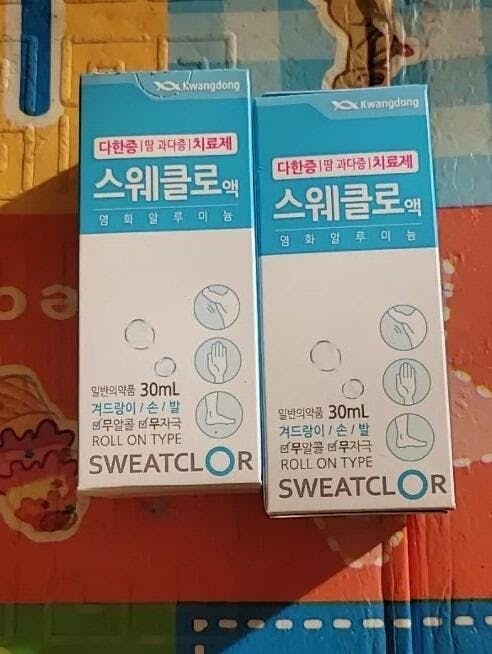 Kwangdong
다한증 | 땀 과다증 | 치료제
스웨클로액
염화알루미늄
일반의약품 30mL
겨드랑이 / 손 / 발
☑무알콜 ☑무자극
ROLL ON TYPE
SWEATCLOR
Kwangdong
다한증 | 땀 과다증 | 치료제
스웨클로액
염화알루미늄
일반의약품 30mL
겨드랑이 / 손 / 발
☑무알콜 ☑무자극
ROLL ON TYPE
SWEATCLOR